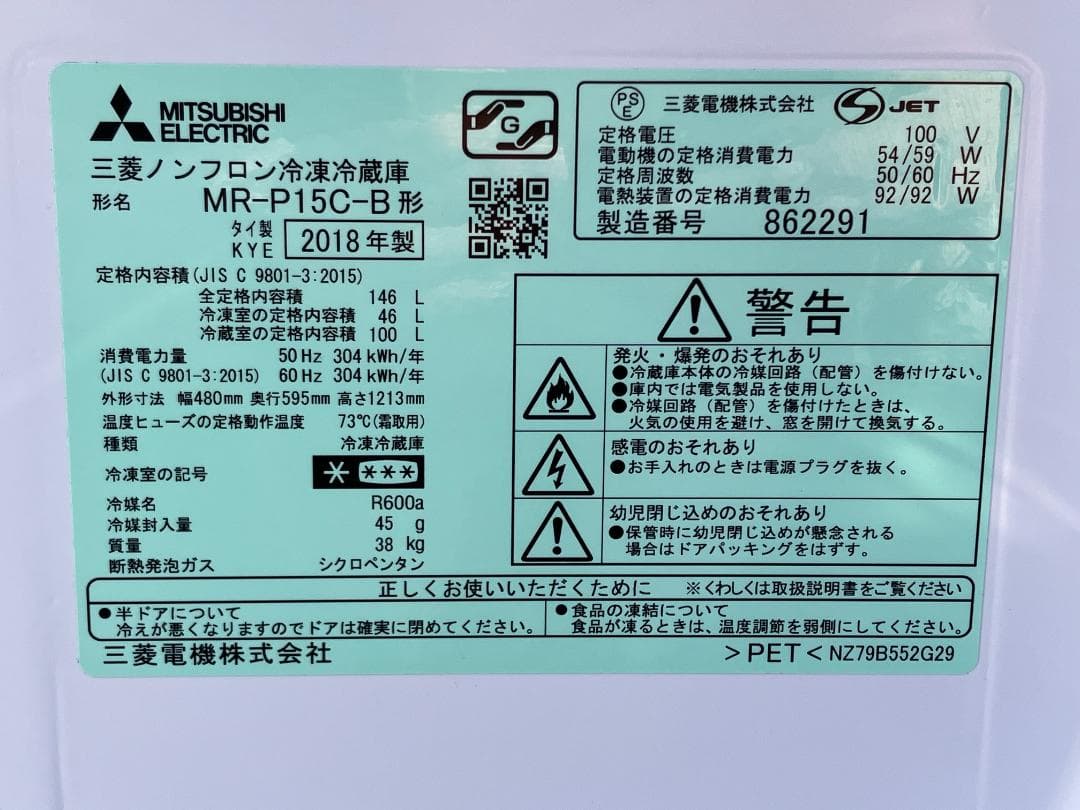 MITSUBISHI
ELECTRIC
三菱ノンフロン冷凍冷蔵庫
形名 MR-P15C-B 形
タイ製
KYE 2018年製
G
定格内容積(JIS C 9801-3:2015)
全定格内容積 146 L
冷凍室の定格内容積 46 L
冷蔵室の定格内容積 100 L
消費電力量 50Hz 304kWh/年
(JIS C 9801-3:2015) 60Hz 304kWh/年
外形寸法 幅480mm 奥行595mm 高さ1213mm
温度ヒューズの定格動作温度 73℃(霜取用)
種類 冷凍冷蔵庫
冷凍室の記号 * ***
冷媒名 R600a
冷媒封入量 45 g
質量 38 kg
断熱発泡ガス シクロペンタン
PSE 三菱電機株式会社 S JET
定格電圧 100 V
電動機の定格消費電力 54/59 W
定格周波数 50/60 Hz
電熱装置の定格消費電力 92/92 W
製造番号 862291
警告
発火・爆発のおそれあり
●冷蔵庫本体の冷媒回路(配管)を傷付けない。
●庫内では電気製品を使用しない。
●冷媒回路(配管)を傷付けたときは、
火気の使用を避け、窓を開けて換気する。
感電のおそれあり
●お手入れのときは電源プラグを抜く。
幼児閉じ込めのおそれあり
●保管時に幼児閉じ込めが懸念される
場合はドアパッキングをはずす。
正しくお使いいただくために ※くわしくは取扱説明書をご覧ください
●半ドアについて
冷えが悪くなりますのでドアは確実に閉めてください。
●食品の凍結について
食品が凍るときは、温度調節を弱側にしてください。
三菱電機株式会社 >PET< NZ79B552G29